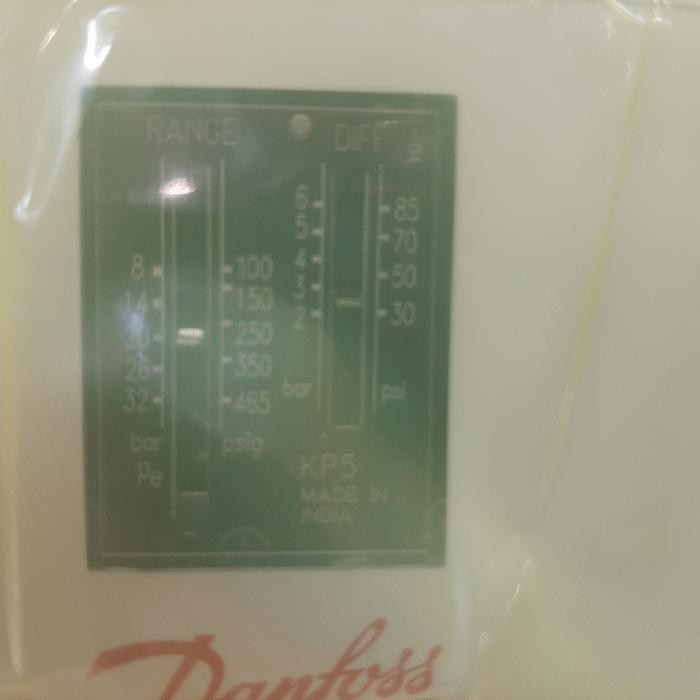 RANGE DIFF
6 85
5 70
8 100 4 50
14 150 3
20 250 2 30
26 350
32 465 bar psi
bar psig
Pe KP5
MADE IN
INDIA
Danfoss